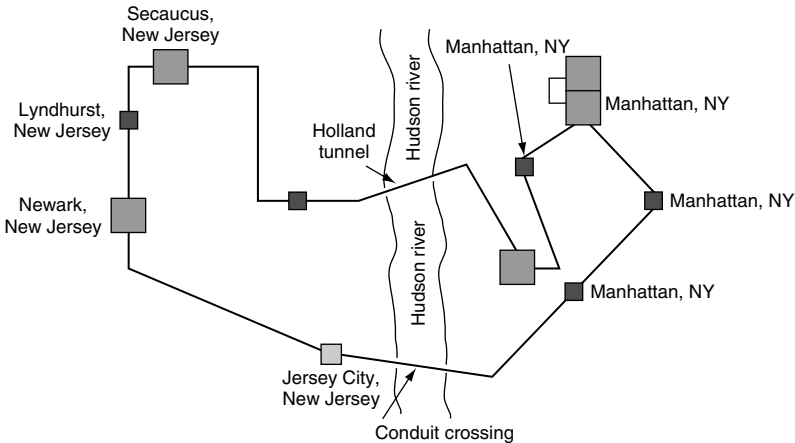 Secaucus,
New Jersey
Manhattan, NY
Lyndhurst,
New Jersey
Holland
tunnel
Hudson river
Manhattan, NY
Newark,
New Jersey
Manhattan, NY
Hudson river
Manhattan, NY
Jersey City,
New Jersey
Conduit crossing